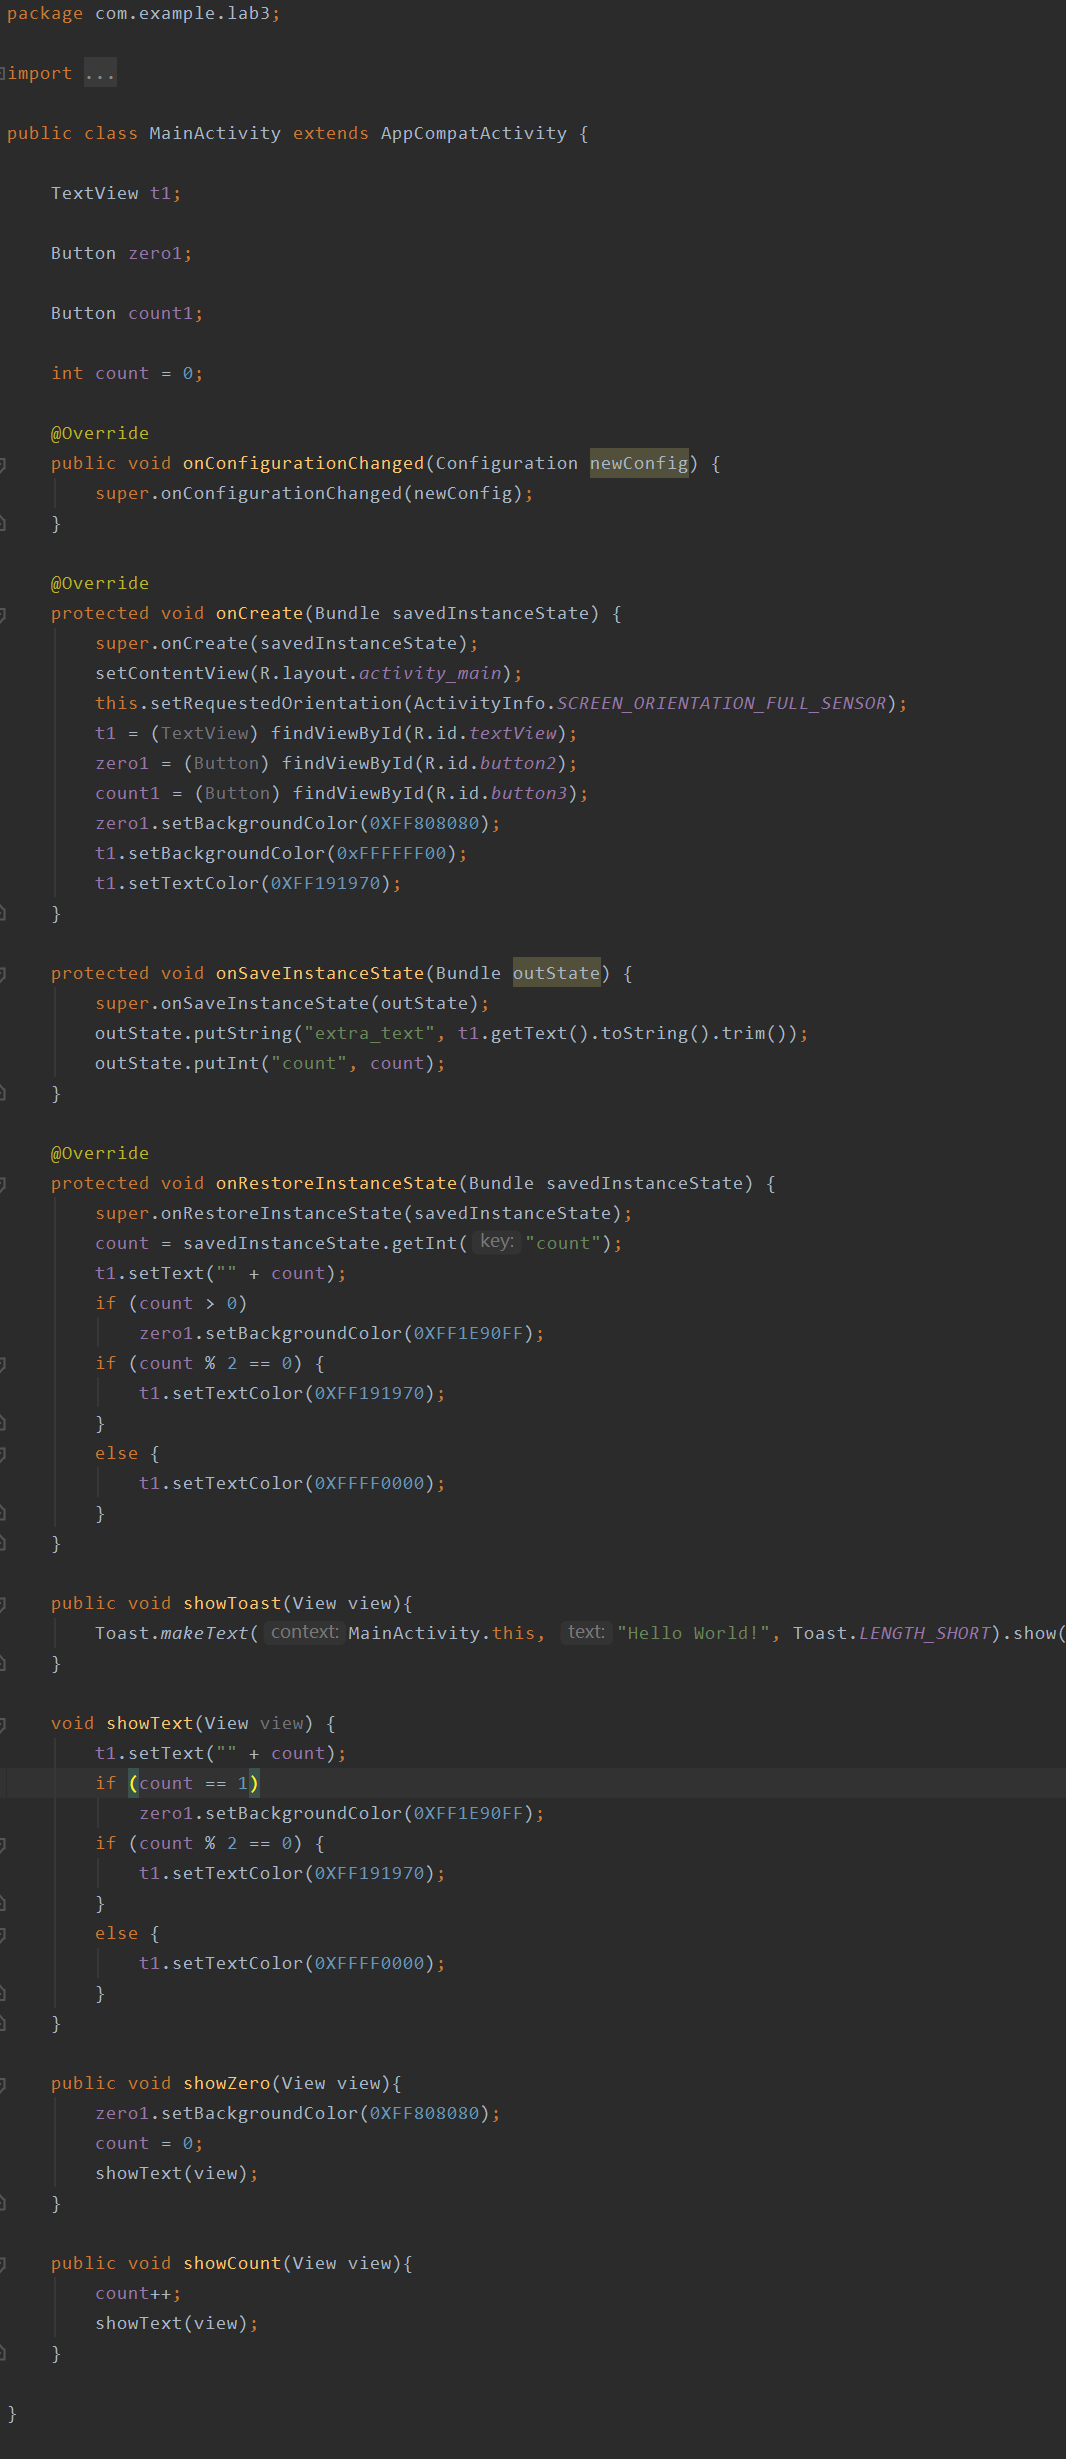 package com.example.lab3;
import ...
public class MainActivity extends AppCompatActivity {
TextView t1;
Button zero1;
Button count1;
int count = 0;
@Override
public void onConfigurationChanged(Configuration newConfig) {
super.onConfigurationChanged(newConfig);
}
@Override
protected void onCreate(Bundle savedInstanceState) {
super.onCreate(savedInstanceState);
setContentView(R.layout.activity_main);
this.setRequestedOrientation(ActivityInfo.SCREEN_ORIENTATION_FULL_SENSOR);
t1 = (TextView) findViewById(R.id.textView);
zero1 = (Button) findViewById(R.id.button2);
count1 = (Button) findViewById(R.id.button3);
zero1.setBackgroundColor(0XFF808080);
t1.setBackgroundColor(0xFFFFFF00);
t1.setTextColor(0XFF191970);
}
protected void onSaveInstanceState(Bundle outState) {
super.onSaveInstanceState(outState);
outState.putString("extra_text", t1.getText().toString().trim());
outState.putInt("count", count);
}
@Override
protected void onRestoreInstanceState(Bundle savedInstanceState) {
super.onRestoreInstanceState(savedInstanceState);
count = savedInstanceState.getInt( key: "count");
t1.setText("" + count);
if (count > 0)
zero1.setBackgroundColor(0XFF1E90FF);
if (count % 2 == 0) {
t1.setTextColor(0XFF191970);
}
else {
t1.setTextColor(0XFFFF0000);
}
}
public void showToast(View view){
Toast.makeText( context: MainActivity.this, text: "Hello World!", Toast.LENGTH_SHORT).show(
}
void showText(View view) {
t1.setText("" + count);
if (count == 1)
zero1.setBackgroundColor(0XFF1E90FF);
if (count % 2 == 0) {
t1.setTextColor(0XFF191970);
}
else {
t1.setTextColor(0XFFFF0000);
}
}
public void showZero(View view){
zero1.setBackgroundColor(0XFF808080);
count = 0;
showText(view);
}
public void showCount(View view){
count++;
showText(view);
}
}